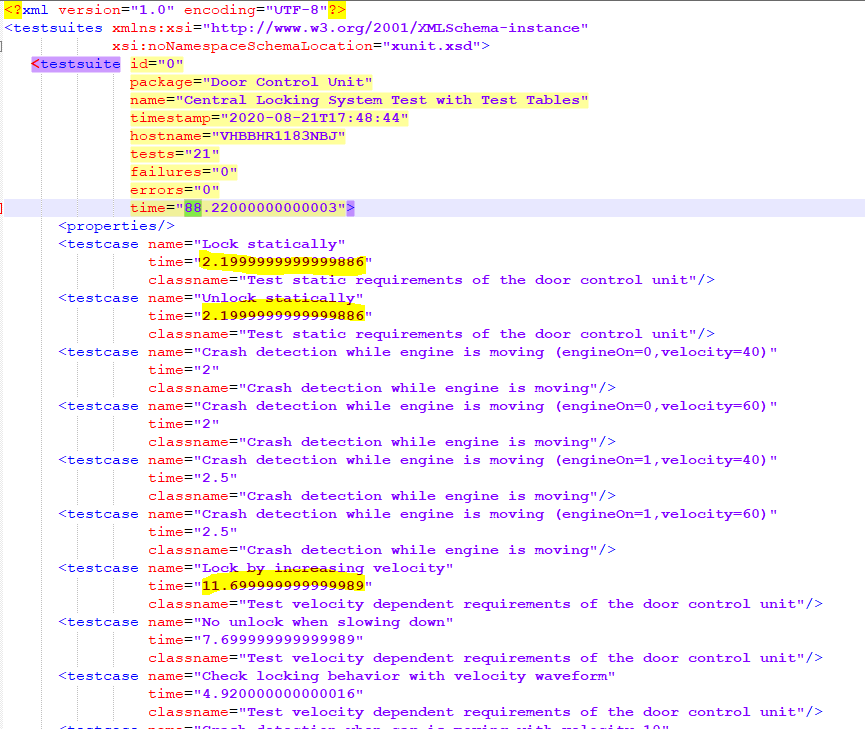 <?xml version="1.0" encoding="UTF-8"?>
<testsuites xmlns:xsi="http://www.w3.org/2001/XMLSchema-instance"
xsi:noNamespaceSchemaLocation="xunit.xsd">
<testsuite id="0"
package="Door Control Unit"
name="Central Locking System Test with Test Tables"
timestamp="2020-08-21T17:48:44"
hostname="VHBBHR1183NBJ"
tests="21"
failures="0"
errors="0"
time="88.22000000000003">
<properties/>
<testcase name="Lock statically"
time="2.1999999999999886"
classname="Test static requirements of the door control unit"/>
<testcase name="Unlock statically"
time="2.1999999999999886"
classname="Test static requirements of the door control unit"/>
<testcase name="Crash detection while engine is moving (engineOn=0,velocity=40)"
time="2"
classname="Crash detection while engine is moving"/>
<testcase name="Crash detection while engine is moving (engineOn=0,velocity=60)"
time="2"
classname="Crash detection while engine is moving"/>
<testcase name="Crash detection while engine is moving (engineOn=1,velocity=40)"
time="2.5"
classname="Crash detection while engine is moving"/>
<testcase name="Crash detection while engine is moving (engineOn=1,velocity=60)"
time="2.5"
classname="Crash detection while engine is moving"/>
<testcase name="Lock by increasing velocity"
time="11.699999999999989"
classname="Test velocity dependent requirements of the door control unit"/>
<testcase name="No unlock when slowing down"
time="7.699999999999989"
classname="Test velocity dependent requirements of the door control unit"/>
<testcase name="Check locking behavior with velocity waveform"
time="4.920000000000016"
classname="Test velocity dependent requirements of the door control unit"/>